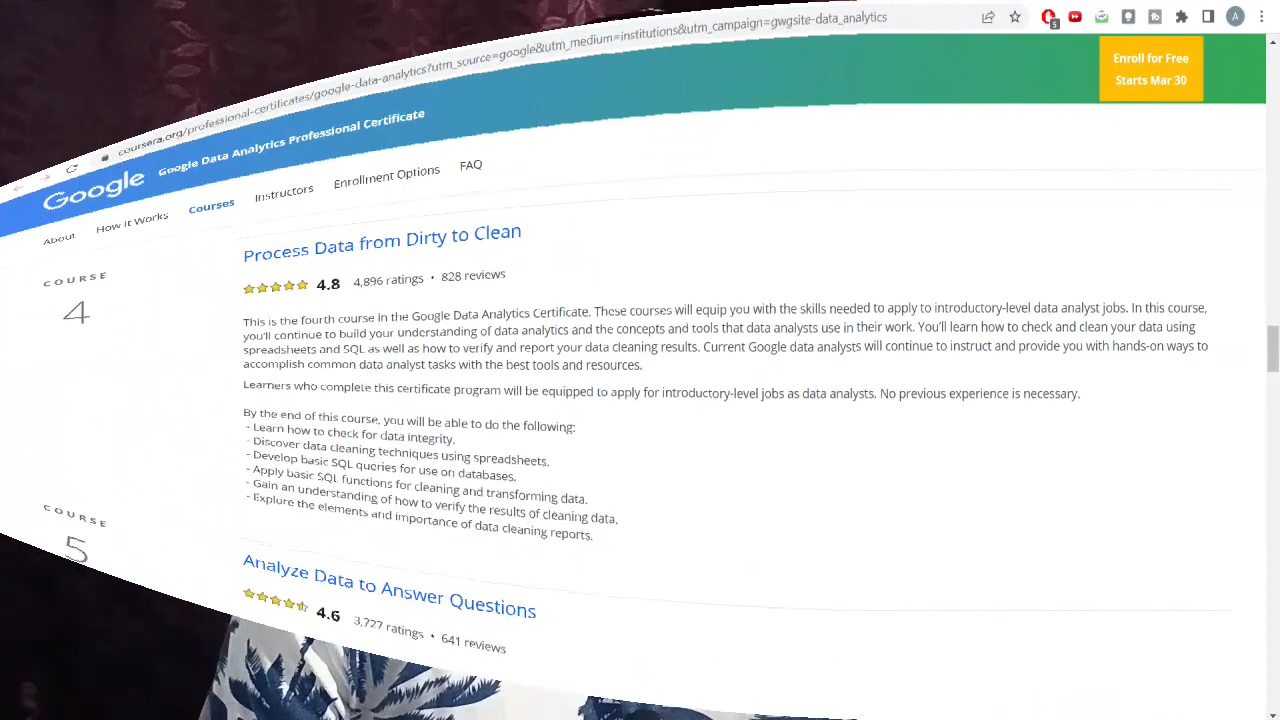 coursera.org/professional-certificates/google-data-analytics?utm_source=google&utm_medium=institutions&utm_campaign=gwgsite-data_analytics
5
A
Google
Google Data Analytics Professional Certificate
Enroll for Free
Starts Mar 30
About
How It Works
Courses
Instructors
Enrollment Options
FAQ
COURSE
4
Process Data from Dirty to Clean
4.8 4,896 ratings • 828 reviews
This is the fourth course in the Google Data Analytics Certificate. These courses will equip you with the skills needed to apply to introductory-level data analyst jobs. In this course,
you'll continue to build your understanding of data analytics and the concepts and tools that data analysts use in their work. You'll learn how to check and clean your data using
spreadsheets and SQL as well as how to verify and report your data cleaning results. Current Google data analysts will continue to instruct and provide you with hands-on ways to
accomplish common data analyst tasks with the best tools and resources.
Learners who complete this certificate program will be equipped to apply for introductory-level jobs as data analysts. No previous experience is necessary.
By the end of this course, you will be able to do the following:
- Learn how to check for data integrity.
- Discover data cleaning techniques using spreadsheets.
- Develop basic SQL queries for use on databases.
- Apply basic SQL functions for cleaning and transforming data.
- Gain an understanding of how to verify the results of cleaning data.
- Explore the elements and importance of data cleaning reports.
COURSE
5
Analyze Data to Answer Questions
4.6 3,727 ratings • 641 reviews